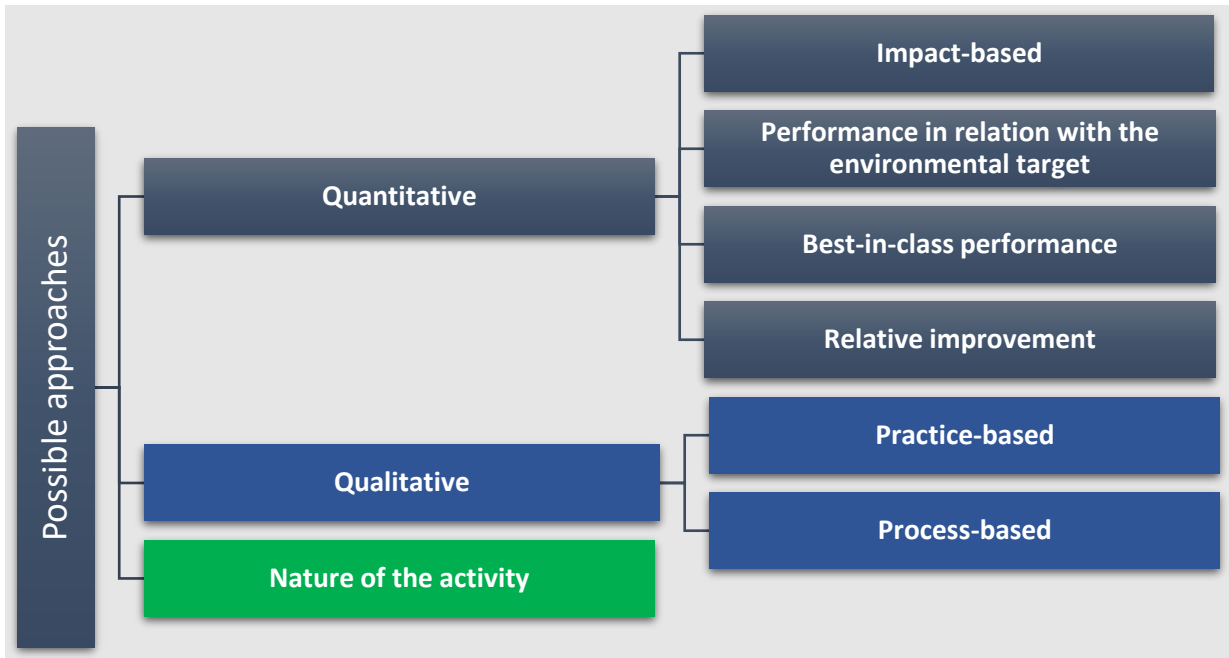 Possible approaches
Quantitative
Impact-based
Performance in relation with the
environmental target
Best-in-class performance
Relative improvement
Qualitative
Practice-based
Process-based
Nature of the activity